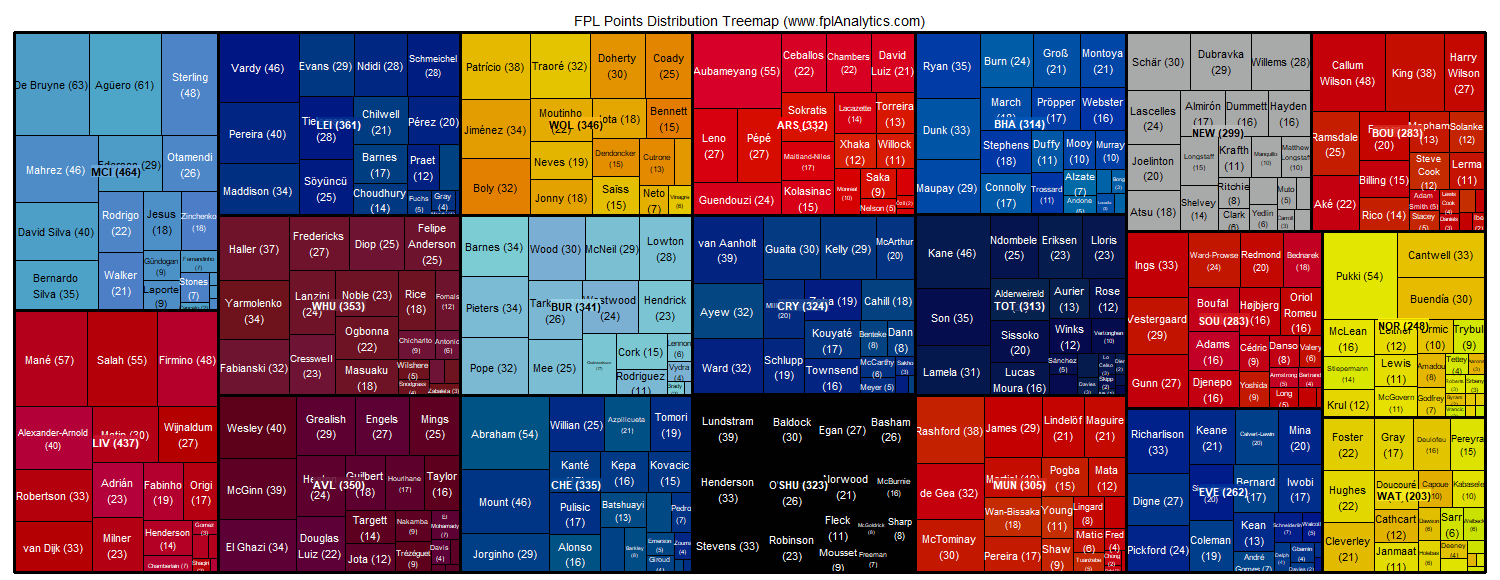 FPL Points Distribution Treemap (www.fplAnalytics.com)
De Bruyne (63)
Agüero (61)
Sterling
(48)
Mahrez (46)
(29)
Otamendi
(26)
MCI (464)
David Silva (40)
Rodrigo
(22)
Jesus
(18)
Zinchenko
(18)
Bernardo
Silva (35)
Walker
(21)
Gündogan
(9)
Fernandinho
(7)
Laporte
(9)
Stones
(7)
Mané (57)
Salah (55)
Firmino (48)
Alexander-Arnold
(40)
Matip (30)
Wijnaldum
(27)
LIV (437)
Robertson (33)
Adrián
(23)
Fabinho
(19)
Origi
(17)
van Dijk (33)
Milner
(23)
Henderson
(14)
Gomez
(3)
Chamberlain (7)
Shaqiri
Vardy (46)
Evans (29)
Ndidi (28)
Schmeichel
(28)
Pereira (40)
(28)
LEI (361)
Chilwell
(21)
Pérez (20)
Maddison (34)
Söyüncü
(25)
Barnes
(17)
Praet
(12)
Choudhury
(14)
Fuchs
(5)
Gray
(4)
Haller (37)
Fredericks
(27)
Diop (25)
Felipe
Anderson
(25)
Yarmolenko
(34)
Lanzini
(24)
WHU (353)
Noble (23)
Rice
(18)
Fornals
(12)
Ogbonna
(22)
Chicharito
(9)
Antonio
(6)
Fabianski (32)
Cresswell
(23)
Masuaku
(18)
Wilshere
(5)
Snodgrass
Zabaleta (3)
Wesley (40)
Grealish
(29)
Engels
(27)
Mings
(25)
McGinn (39)
(24)
AVL (350)
Guilbert
(18)
Hourihane
(17)
Taylor
(16)
El Ghazi (34)
Douglas
Luiz (22)
Targett
(14)
Nakamba
(9)
El
Mohamady
(7)
Jota (12)
Trézéguet
(9)
Davis
(4)
Patrício (38)
Traoré (32)
Doherty
(30)
Coady
(25)
Jiménez (34)
Moutinho
(22)
WOL (346)
Jota (18)
Bennett
(15)
Neves (19)
Dendoncker
(15)
Cutrone
(13)
Boly (32)
Jonny (18)
Saïss
(15)
Neto
(7)
Vinagre
(6)
Barnes (34)
Wood (30)
McNeil (29)
Lowton
(28)
Pieters (34)
(26)
BUR (341)
Westwood
(24)
Hendrick
(23)
Pope (32)
Mee (25)
Gudmundsson
(17)
Cork (15)
Lennon
(6)
Rodriguez
(11)
Vydra
(4)
Brady
Abraham (54)
Willian (25)
Azpilicueta
(21)
Tomori
(19)
Mount (46)
Kanté
(16)
CHE (335)
Kepa
(16)
Kovacic
(15)
Pulisic
(17)
Batshuayi
(13)
Pedro
(7)
Jorginho (29)
Alonso
(16)
Barkley
(8)
Emerson
(5)
Zouma
(4)
Giroud
(4)
Aubameyang (55)
Ceballos
(22)
Chambers
(22)
David
Luiz (21)
Leno
(27)
Pépé
(27)
Sokratis
ARS (332)
Lacazette
(14)
Torreira
(13)
Maitland-Niles
(17)
Xhaka
(12)
Willock
(11)
Guendouzi (24)
Kolasinac
(15)
Monreal
(10)
Saka
(9)
Nelson (5)
van Aanholt
(39)
Guaita (30)
Kelly (29)
McArthur
(20)
Ayew (32)
(20)
CRY (324)
Zaha (19)
Cahill (18)
Ward (32)
Schlupp
(19)
Kouyaté
(17)
Benteke
(8)
Dann
(8)
Townsend
(16)
McCarthy
(6)
Sakho
(3)
Meyer (5)
Lundstram
(39)
Baldock
(30)
Egan (27)
Basham
(26)
Henderson
(33)
SHU (323)
(26)
Norwood
(21)
McBurnie
(16)
Stevens (33)
Robinson
(23)
Fleck
(11)
McGoldrick
(8)
Sharp
(8)
Mousset
(9)
Freeman
(7)
Ryan (35)
Burn (24)
Groß
(21)
Montoya
(21)
Dunk (33)
March
BHA (314)
Pröpper
(16)
Webster
(16)
Stephens
(18)
Duffy
(11)
Mooy
(10)
Murray
(10)
Maupay (29)
Connolly
(17)
Trossard
(11)
Alzate
(7)
Bong
(3)
Andone
(5)
Kane (46)
Ndombele
(25)
Eriksen
(23)
Lloris
(23)
Son (35)
Alderweireld
TOT (313)
Aurier
(13)
Rose
(12)
Sissoko
(20)
Winks
(12)
Vertonghen
(10)
Lamela (31)
Lucas
Moura (16)
Sánchez
(7)
Lo
Celso
(3)
Dier
(2)
Davies
(3)
Skipp
(2)
Rashford (38)
James (29)
Lindelöf
(21)
Maguire
(21)
de Gea (32)
MUN (305)
Pogba
(15)
Mata
(12)
Wan-Bissaka
(18)
Young
(11)
Lingard
(8)
McTominay
(30)
Pereira (17)
Shaw
(9)
Matic
(6)
Fred
(4)
Tuanzebe
(5)
Chong
(2)
Schär (30)
Dubravka
(29)
Willems (28)
Lascelles
(24)
Almirón
(17)
NEW (299)
Dummett
(16)
Hayden
(16)
Joelinton
(20)
Longstaff
(15)
Krafth
(11)
Manquillo
(10)
Matthew
Longstaff
(10)
Atsu (18)
Shelvey
(14)
Ritchie
(8)
Clark
(6)
Yedlin
(6)
Muto
(5)
Carroll
(3)
Ings (33)
Ward-Prowse
(24)
Redmond
(20)
Bednarek
(18)
Vestergaard
(29)
Boufal
SOU (283)
Højbjerg
(16)
Oriol
Romeu
(16)
Gunn (27)
Adams
(16)
Cédric
(9)
Danso
(8)
Valery
(6)
Djenepo
(16)
Yoshida
(9)
Armstrong
(5)
Bertrand
(4)
Long
(5)
Richarlison
(33)
Keane
(21)
Calvert-Lewin
(20)
Mina
(20)
Digne (27)
(20)
EVE (262)
Bernard
(17)
Iwobi
(17)
Pickford (24)
Coleman
(19)
Kean
(13)
Schneiderlin
(7)
Walcott
(5)
André
Gomes (7)
Delph
(4)
Gbamin
(4)
Davies (2)
Callum
Wilson (48)
King (38)
Harry
Wilson
(27)
Ramsdale
(25)
(20)
BOU (283)
Mepham
(13)
Solanke
(12)
Aké (22)
Billing (15)
Steve
Cook
(12)
Lerma
(11)
Rico (14)
Adam
Smith (5)
Lewis
Cook
(4)
Stacey
(5)
Daniels
(3)
Ibe
(2)
Pukki (54)
Cantwell (33)
Buendía (30)
McLean
(16)
Leitner
(12)
NOR (248)
Drmic
(10)
Trybull
(9)
Stiepermann
(14)
Lewis
(11)
Amadou
(8)
Tettey
(4)
Krul (12)
McGovern
(11)
Godfrey
(7)
Byram
Vrancic
Foster
(22)
Gray
(17)
Deulofeu
(16)
Pereyra
(15)
Hughes
(22)
Doucouré
WAT (203)
Capoue
(10)
Kabasele
(10)
Cleverley
(21)
Cathcart
(12)
Dawson
(6)
Sarr
(6)
Welbeck
(6)
Janmaat
(11)
Holebas
(6)
Deeney
(4)